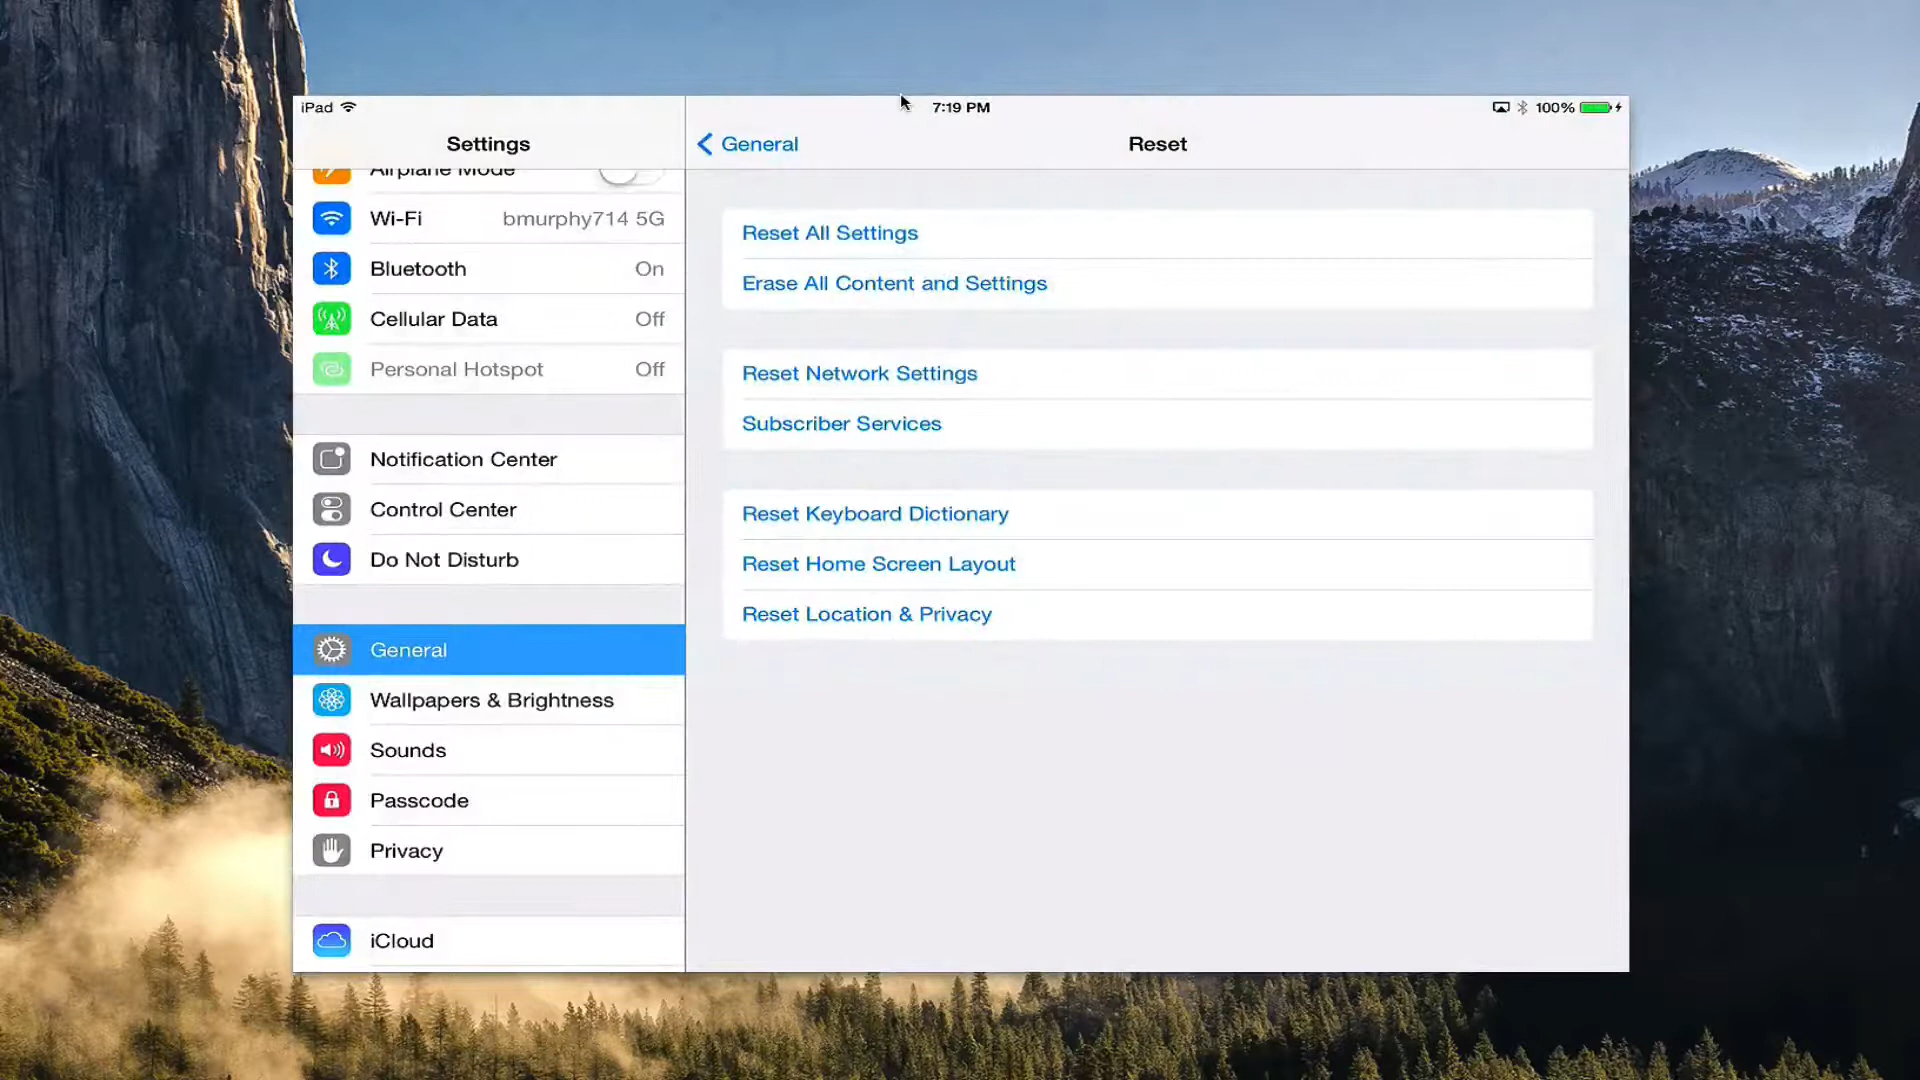 iPad 7:19 PM 100%
Settings
General
Reset
Airplane Mode
Wi-Fi bmurphy714 5G
Bluetooth On
Cellular Data Off
Personal Hotspot Off
Notification Center
Control Center
Do Not Disturb
General
Wallpapers & Brightness
Sounds
Passcode
Privacy
iCloud
Reset All Settings
Erase All Content and Settings
Reset Network Settings
Subscriber Services
Reset Keyboard Dictionary
Reset Home Screen Layout
Reset Location & Privacy